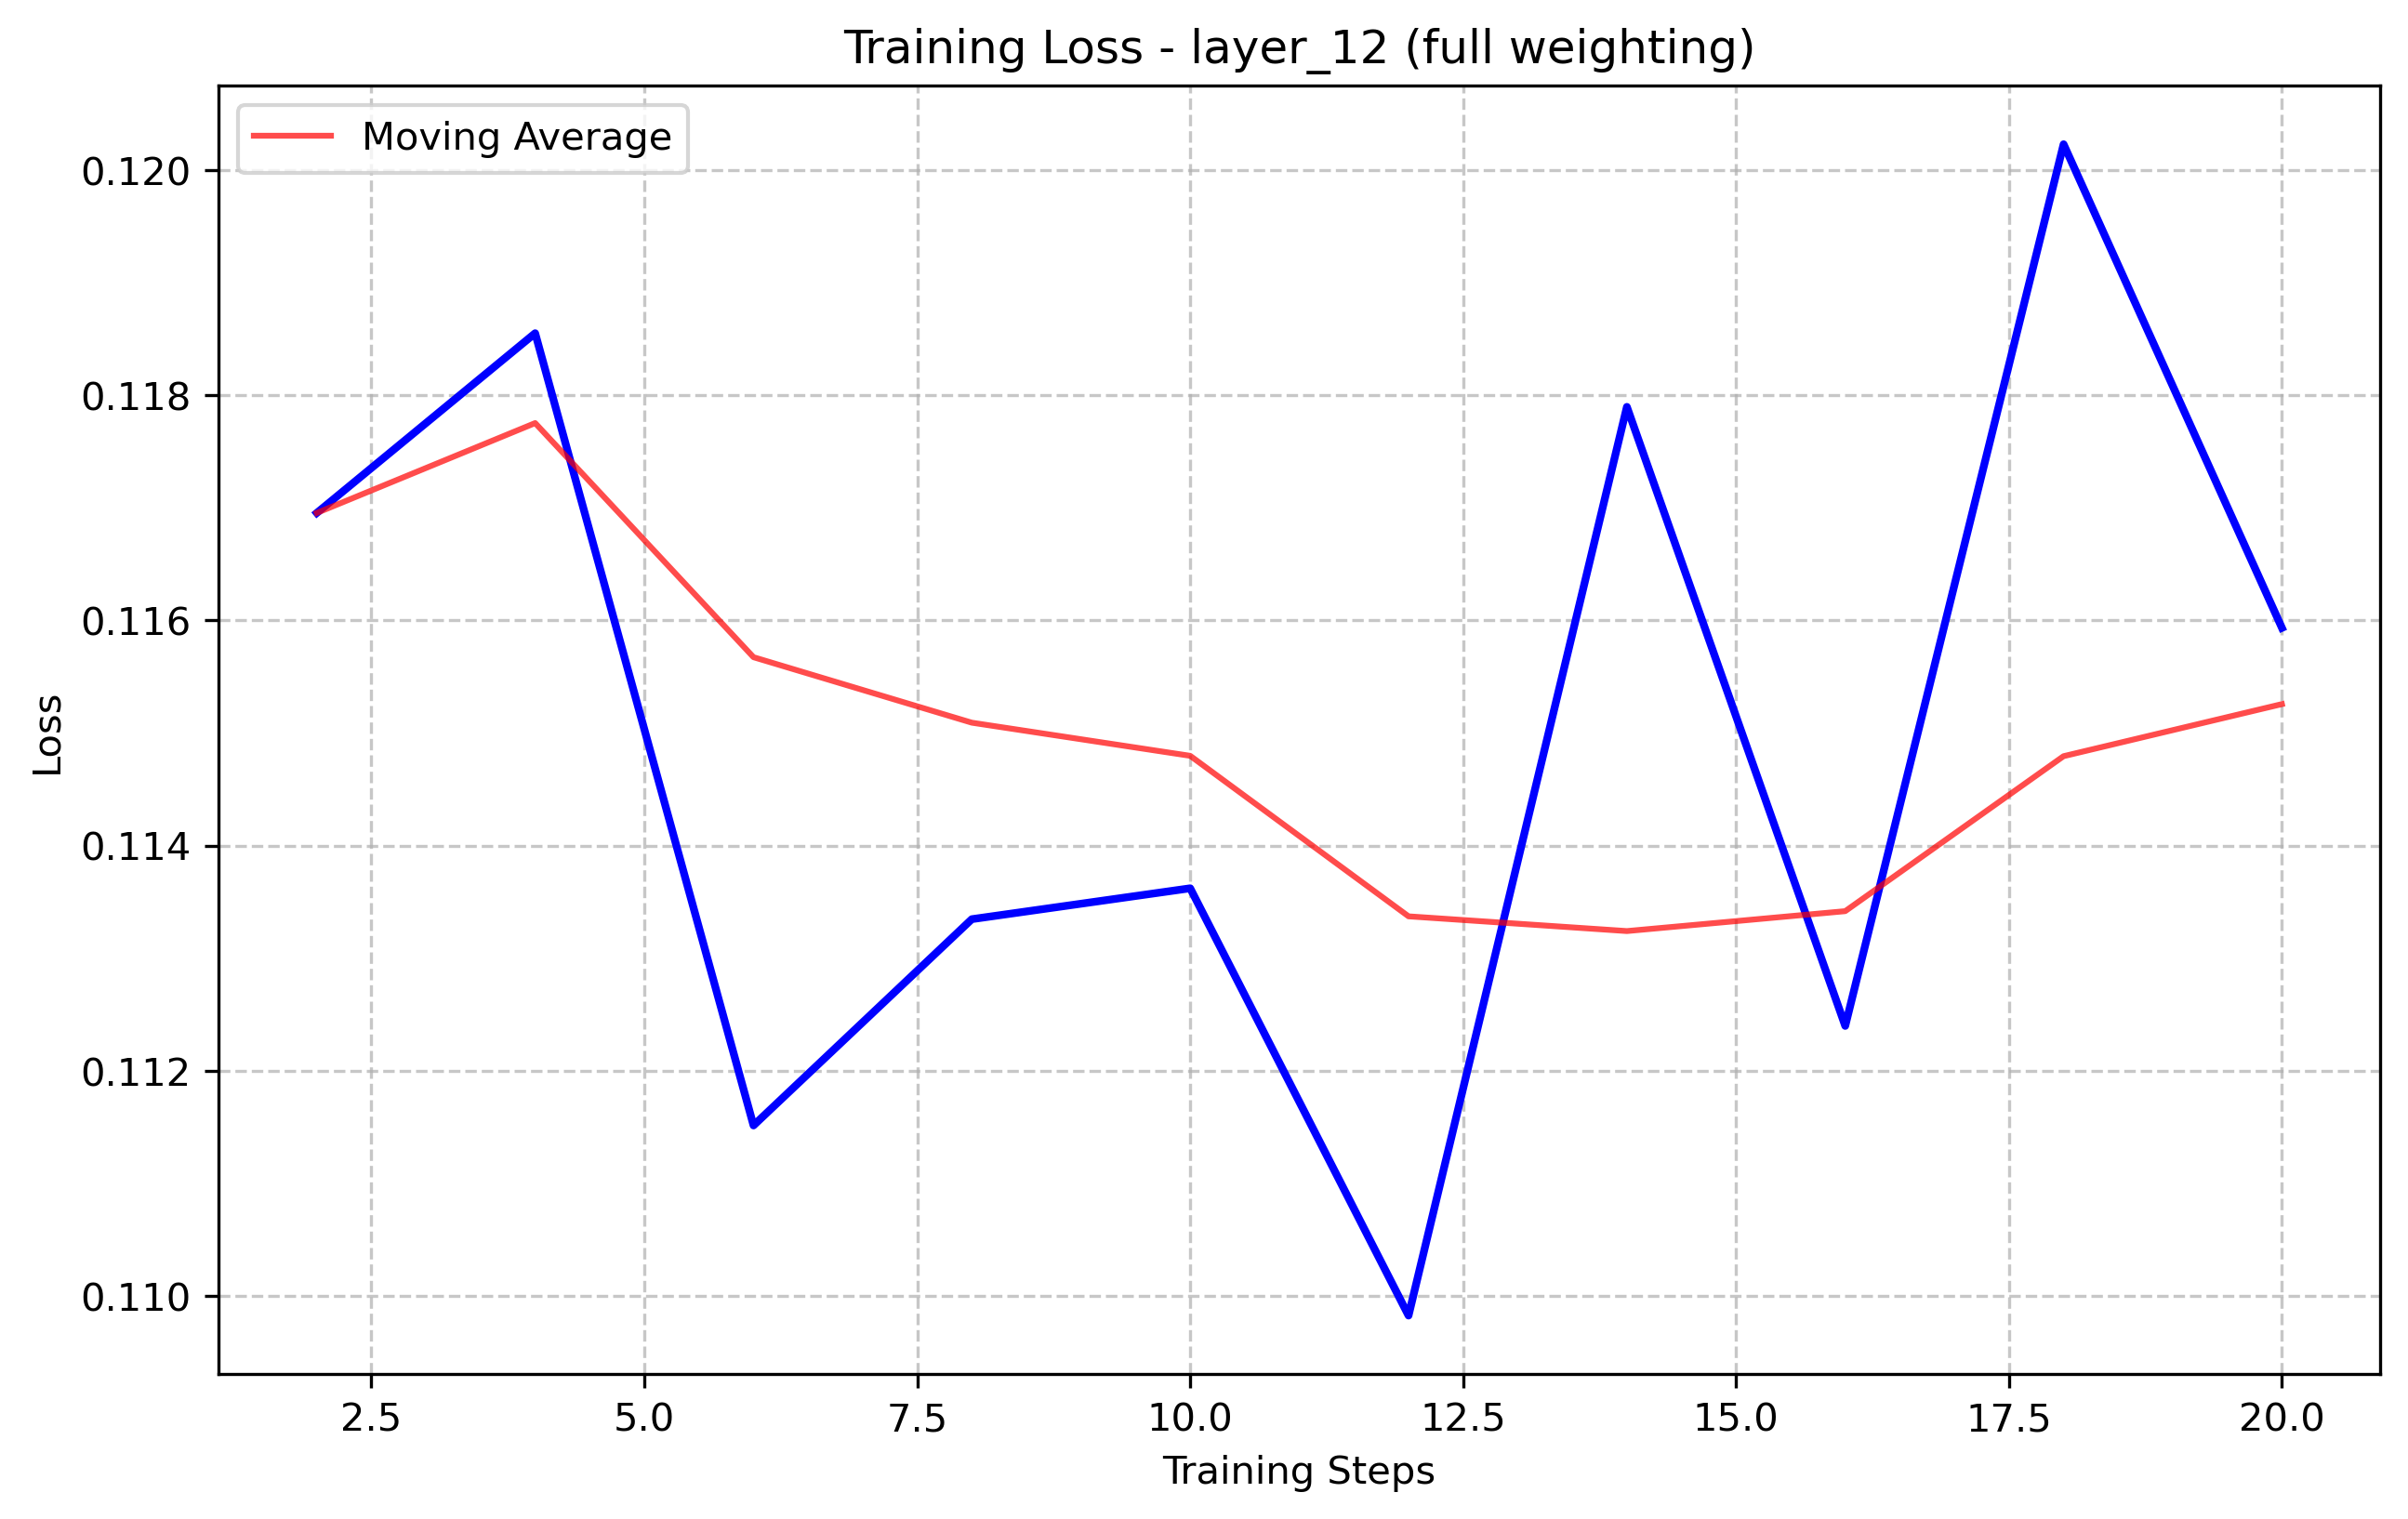 Training Loss - layer_12 (full weighting)
Moving Average
0.120
0.118
0.116
0.114
0.112
0.110
Loss
2.5 5.0 7.5 10.0 12.5 15.0 17.5 20.0
Training Steps